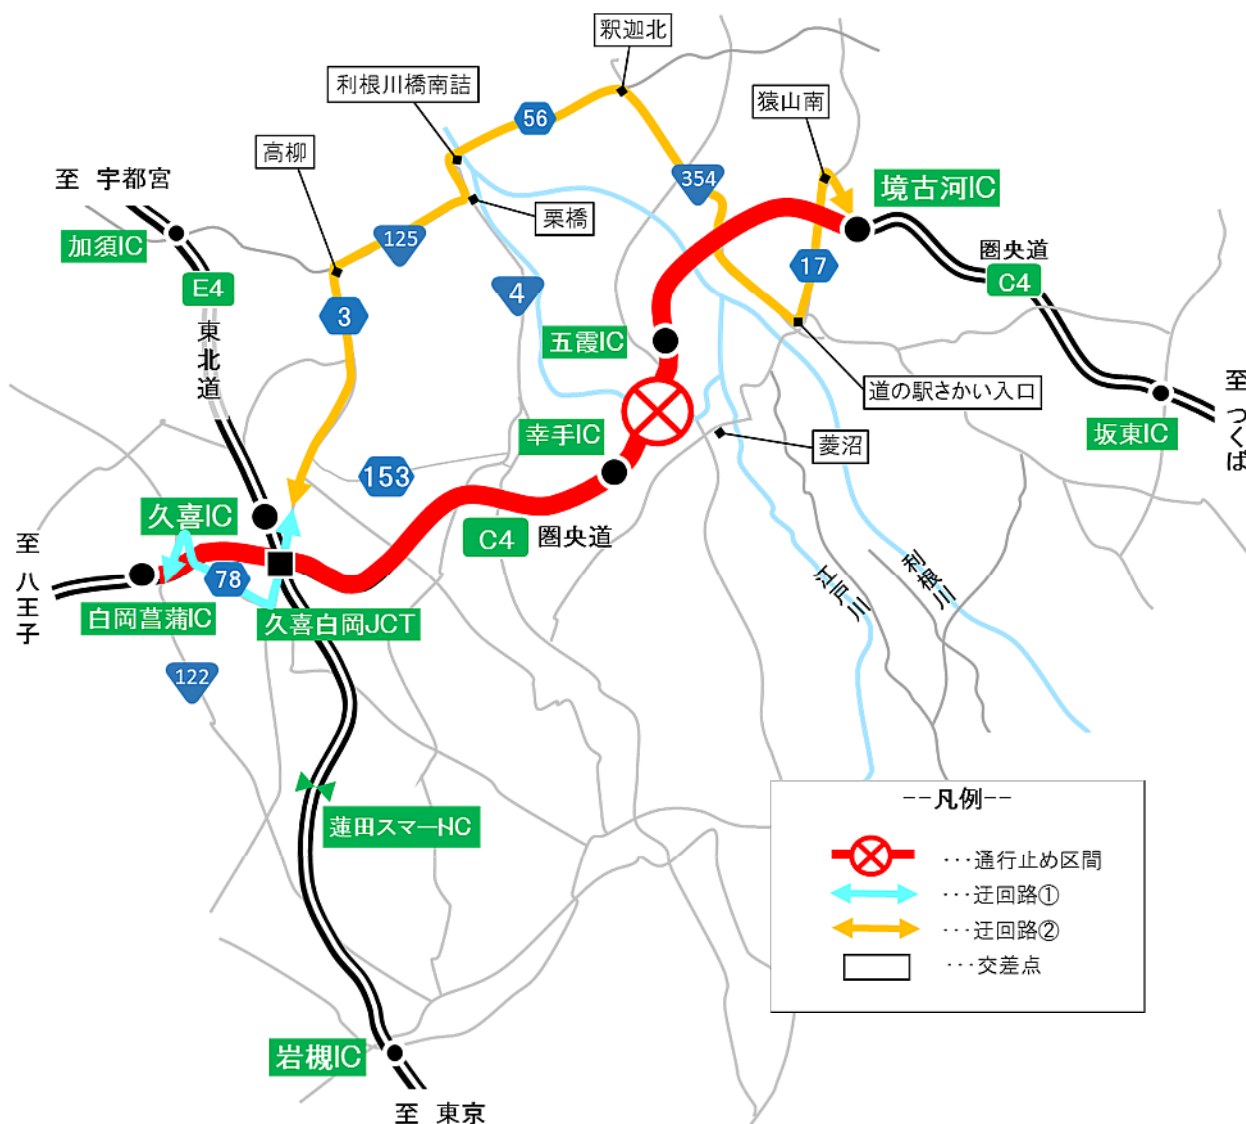 釈迦北
利根川橋南詰
猿山南
56
高柳
354
至 宇都宮
境古河IC
栗橋
加須IC
125
圏央道
17
C4
E4
4
3
東北道
五霞IC
至 つくば
道の駅さかい入口
幸手IC
坂東IC
菱沼
153
久喜IC
C4 圏央道
至 八王子
78
江戸川
利根川
白岡菖蒲IC
久喜白岡JCT
122
--凡例--
蓮田スマートIC
･･･通行止め区間
･･･迂回路①
･･･迂回路②
･･･交差点
岩槻IC
至 東京